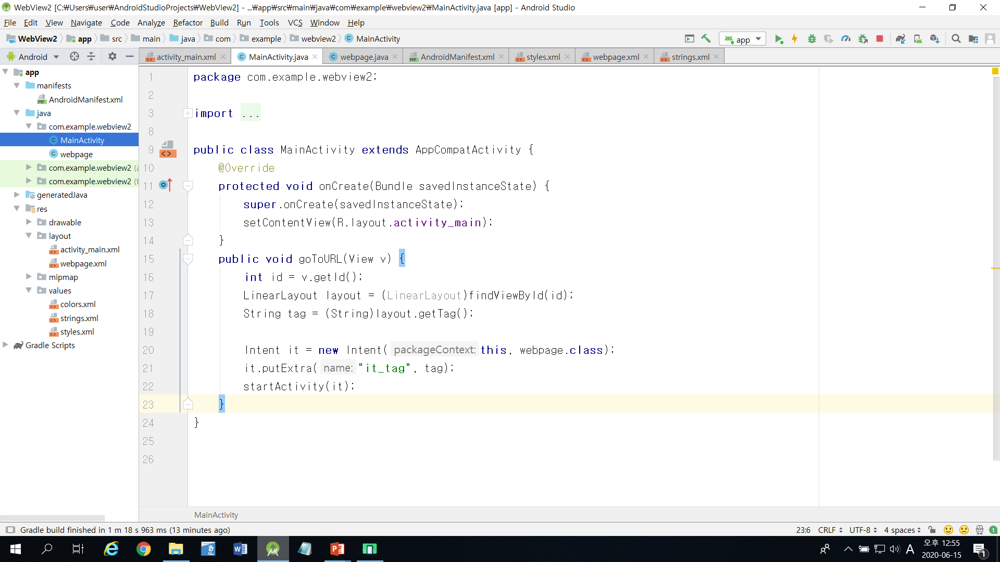 WebView2 [C:₩Users₩user₩AndroidStudioProjects₩WebView2] - ...₩app₩src₩main₩java₩com₩example₩webview2₩MainActivity.java [app] - Android Studio
File Edit View Navigate Code Analyze Refactor Build Run Tools VCS Window Help
WebView2 app src main java com example webview2 MainActivity
app
Android
activity_main.xml MainActivity.java webpage.java AndroidManifest.xml styles.xml webpage.xml strings.xml
app
manifests
AndroidManifest.xml
java
com.example.webview2
MainActivity
webpage
com.example.webview2 (a
com.example.webview2 (t
generatedJava
res
drawable
layout
activity_main.xml
webpage.xml
mipmap
values
colors.xml
strings.xml
styles.xml
Gradle Scripts
1 package com.example.webview2;
2
3 import ...
8
9 public class MainActivity extends AppCompatActivity {
10 @Override
11 protected void onCreate(Bundle savedInstanceState) {
12 super.onCreate(savedInstanceState);
13 setContentView(R.layout.activity_main);
14 }
15 public void goToURL(View v) {
16 int id = v.getId();
17 LinearLayout layout = (LinearLayout)findViewById(id);
18 String tag = (String)layout.getTag();
19
20 Intent it = new Intent( packageContext: this, webpage.class);
21 it.putExtra( name: "it_tag", tag);
22 startActivity(it);
23 }
24 }
25
26
MainActivity
Gradle build finished in 1 m 18 s 963 ms (13 minutes ago)
23:6 CRLF UTF-8 4 spaces 1
A
오후 12:55
2020-06-15
1